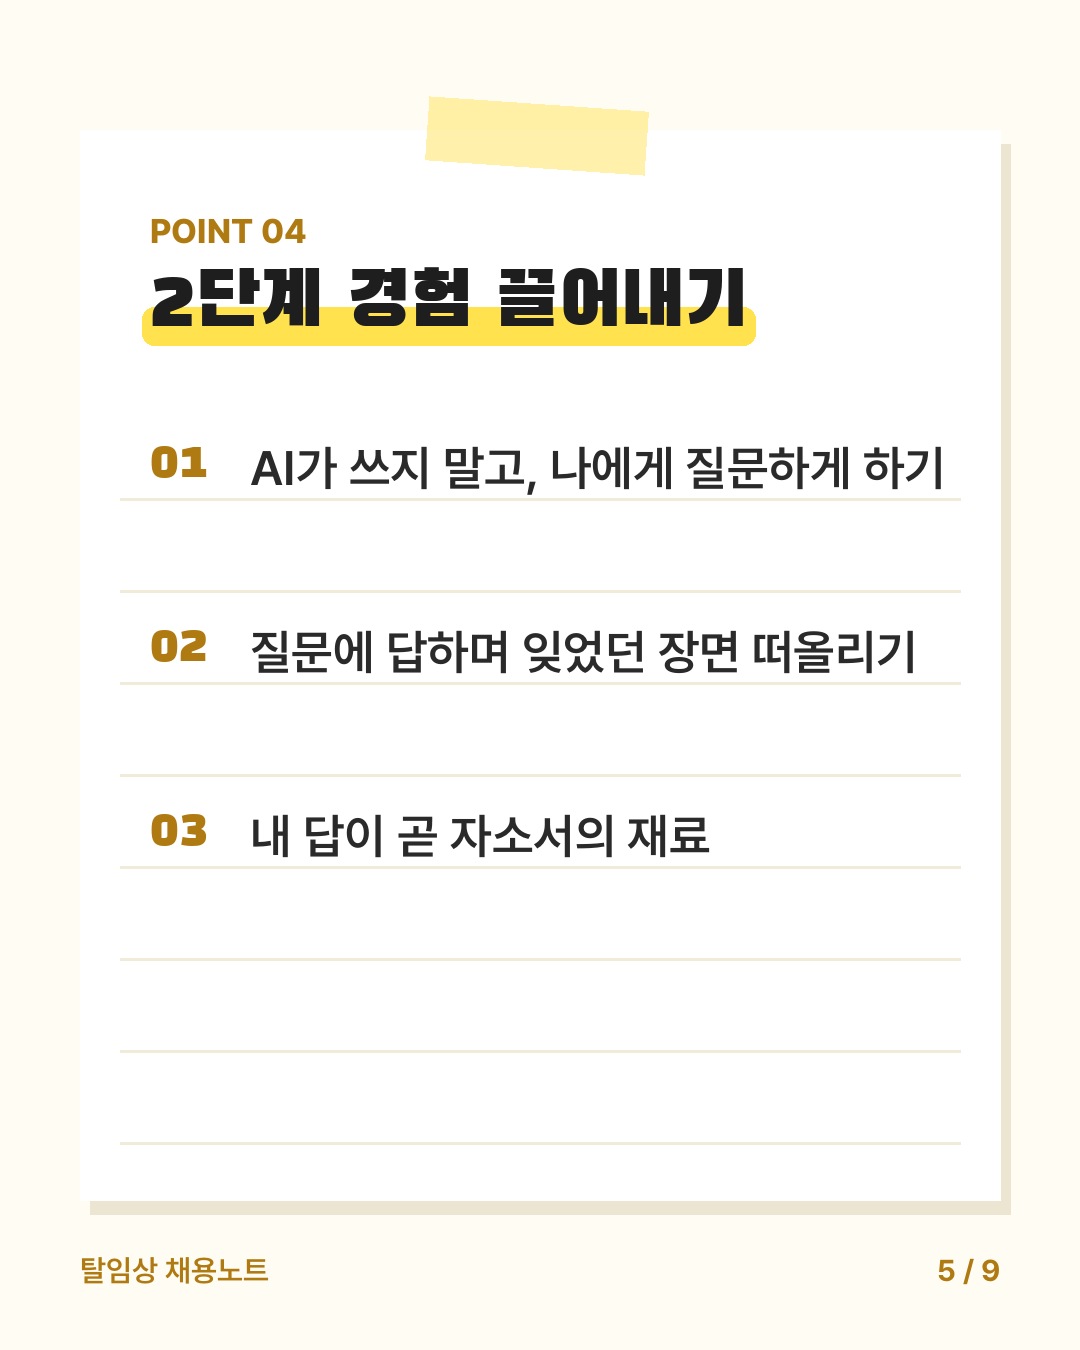 POINT 04
2단계 경험 끌어내기
01 AI가 쓰지 말고, 나에게 질문하게 하기
02 질문에 답하며 잊었던 장면 떠올리기
03 내 답이 곧 자소서의 재료
탈임상 채용노트
5 / 9